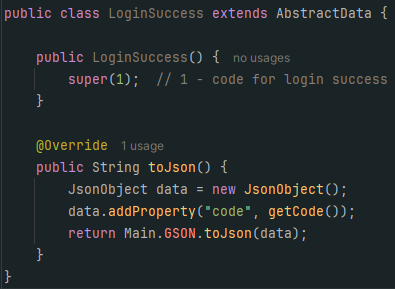 public class LoginSuccess extends AbstractData {
public LoginSuccess() { no usages
super(1); // 1 - code for login success
}
@Override 1 usage
public String toJson() {
JsonObject data = new JsonObject();
data.addProperty("code", getCode());
return Main.GSON.toJson(data);
}
}